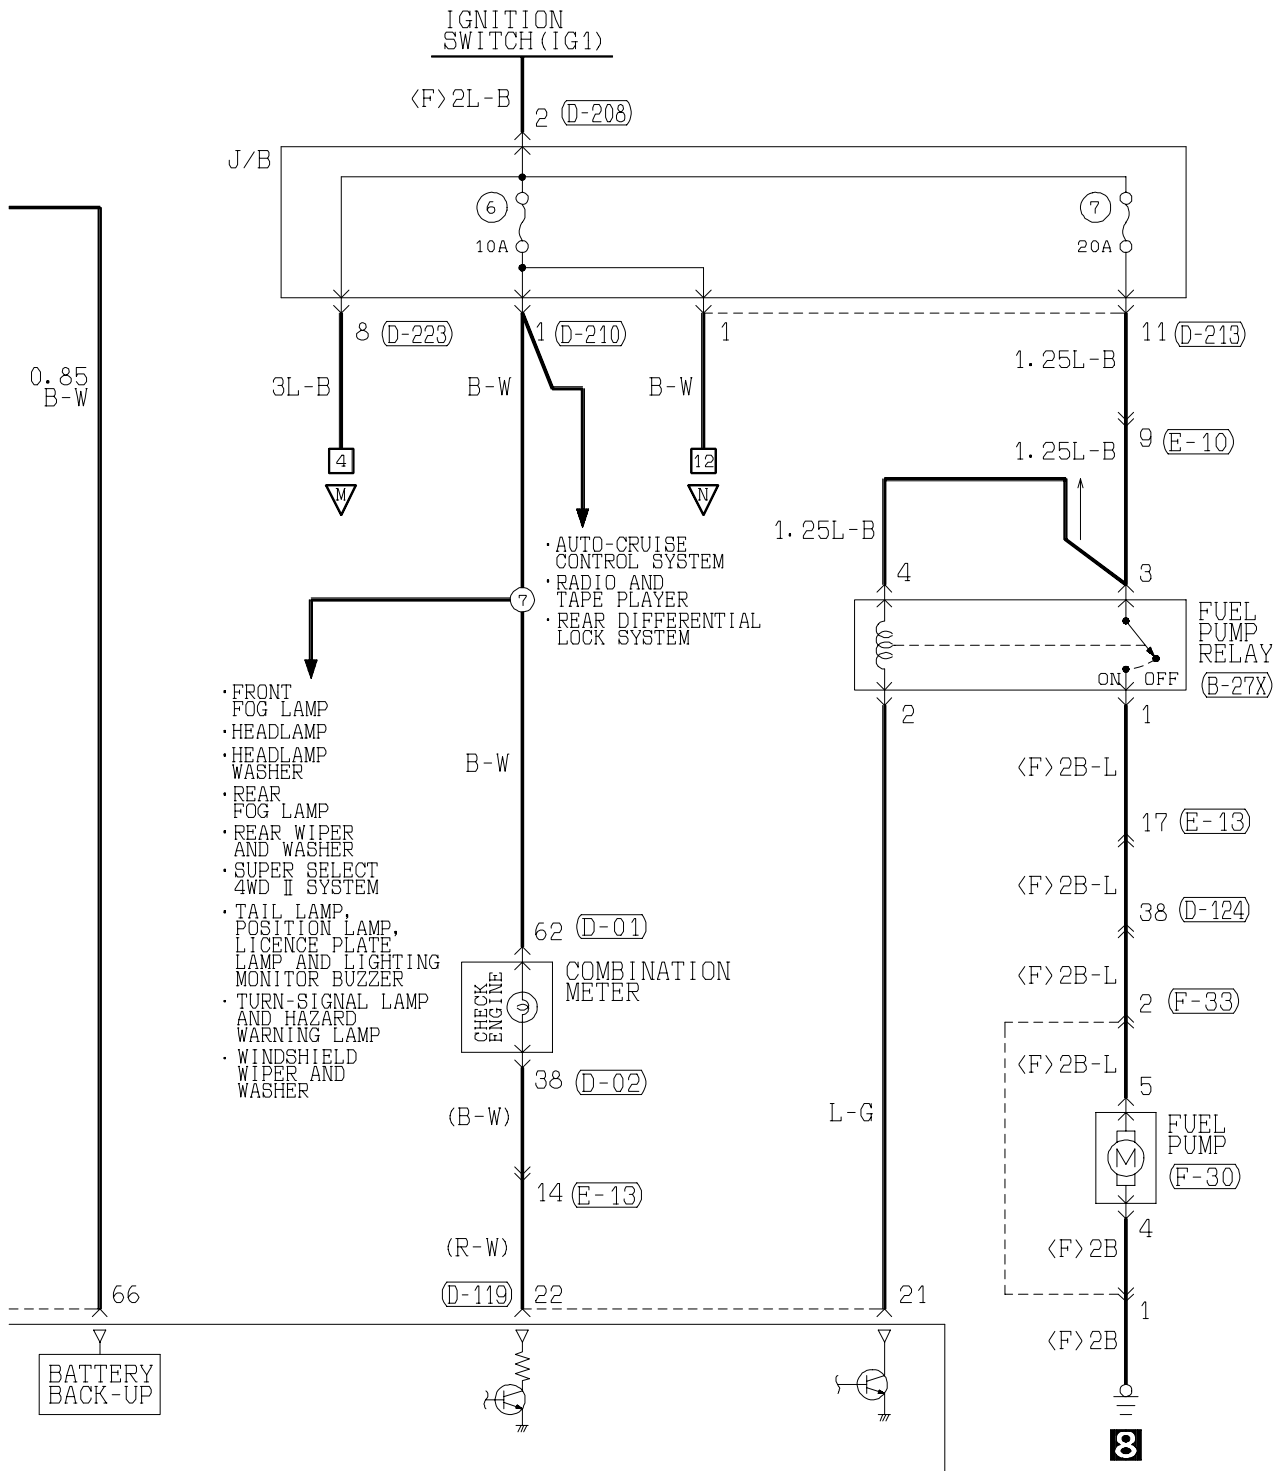 IGNITION
SWITCH(IG1)
<F>2L-B
2 (D-208)
J/B
6
10A
7
20A
8 (D-223)
1 (D-210)
1
11 (D-213)
0.85
B-W
3L-B
B-W
B-W
1.25L-B
9 (E-10)
1.25L-B
4
12
M
N
1.25L-B
4
3
·AUTO-CRUISE
CONTROL SYSTEM
·RADIO AND
TAPE PLAYER
·REAR DIFFERENTIAL
LOCK SYSTEM
7
FUEL
PUMP
RELAY
(B-27X)
ON OFF
2
1
·FRONT
FOG LAMP
·HEADLAMP
·HEADLAMP
WASHER
·REAR
FOG LAMP
·REAR WIPER
AND WASHER
·SUPER SELECT
4WD Ⅱ SYSTEM
·TAIL LAMP,
POSITION LAMP,
LICENCE PLATE
LAMP AND LIGHTING
MONITOR BUZZER
·TURN-SIGNAL LAMP
AND HAZARD
WARNING LAMP
·WINDSHIELD
WIPER AND
WASHER
B-W
<F>2B-L
17 (E-13)
<F>2B-L
38 (D-124)
<F>2B-L
2 (F-33)
<F>2B-L
5
62 (D-01)
COMBINATION
METER
CHECK
ENGINE
38 (D-02)
(B-W)
14 (E-13)
(R-W)
(D-119) 22
L-G
21
FUEL
PUMP
(F-30)
M
4
<F>2B
1
<F>2B
8
66
BATTERY
BACK-UP